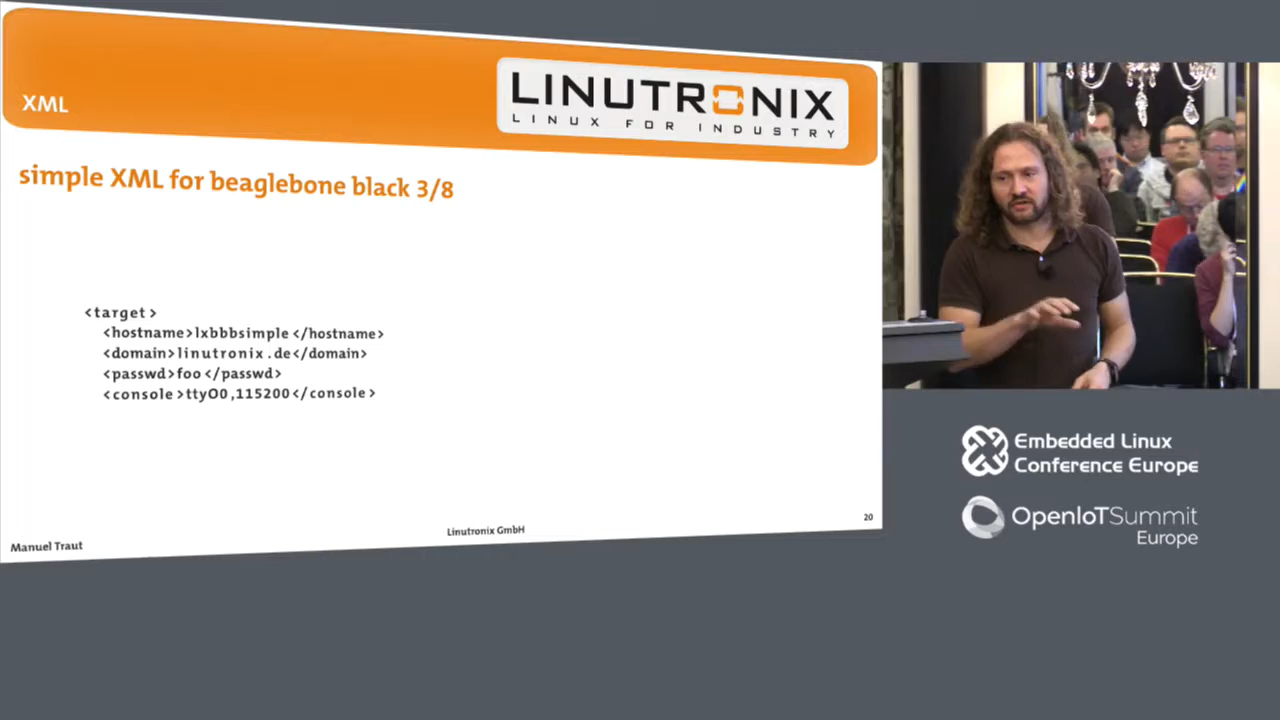 XML
LINUTRONIX
LINUX FOR INDUSTRY
simple XML for beaglebone black 3/8
<target>
<hostname>lxbbbsimple</hostname>
<domain>linutronix.de</domain>
<passwd>foo</passwd>
<console>ttyO0,115200</console>
Manuel Traut
Linutronix GmbH
20
Embedded Linux
Conference Europe
OpenIoTSummit
Europe